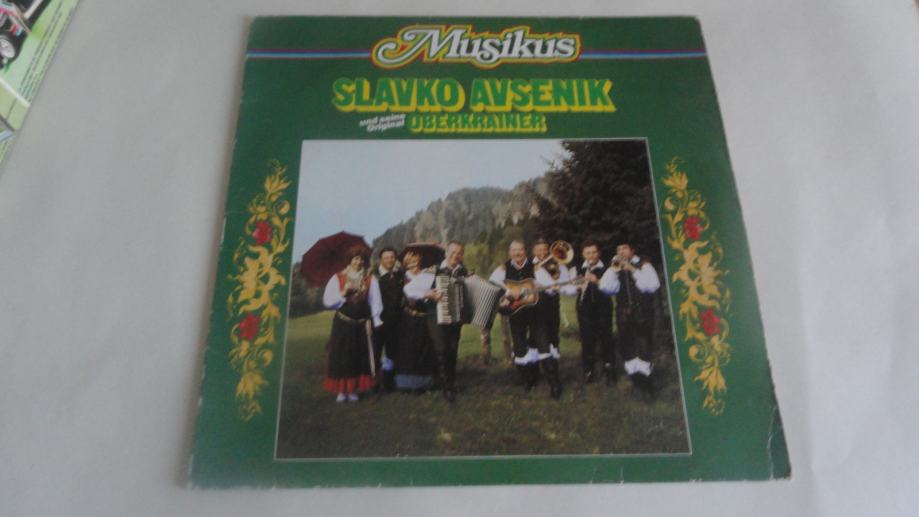 Musikus
SLAVKO AVSENIK
und seine
Original
OBERKRAINER